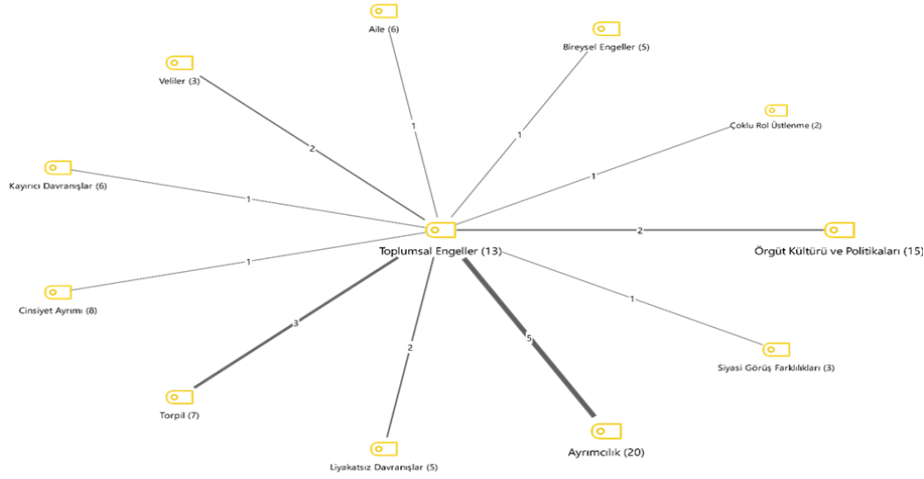 Aile (6)
Bireysel Engeller (5)
Veliler (3)
1
Çoklu Rol Üstlenme (2)
1
2
1
Kayırıcı Davranışlar (6)
1
2
Toplumsal Engeller (13)
Örgüt Kültürü ve Politikaları (15)
1
1
Cinsiyet Ayrımı (8)
3
5
2
Siyasi Görüş Farklılıkları (3)
Torpil (7)
Ayrımcılık (20)
Liyakatsız Davranışlar (5)